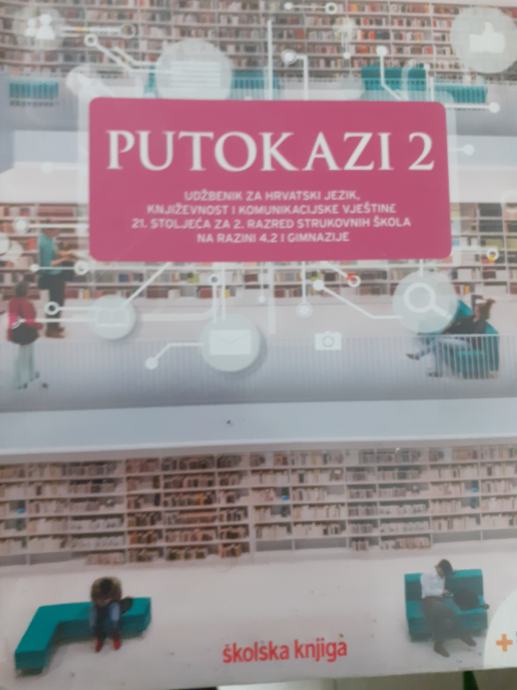 PUTOKAZI 2
UDŽBENIK ZA HRVATSKI JEZIK,
KNJIŽEVNOST I KOMUNIKACIJSKE VJEŠTINE
21. STOLJEĆA ZA 2. RAZRED STRUKOVNIH ŠKOLA
NA RAZINI 4.2 I GIMNAZIJE
školska knjiga